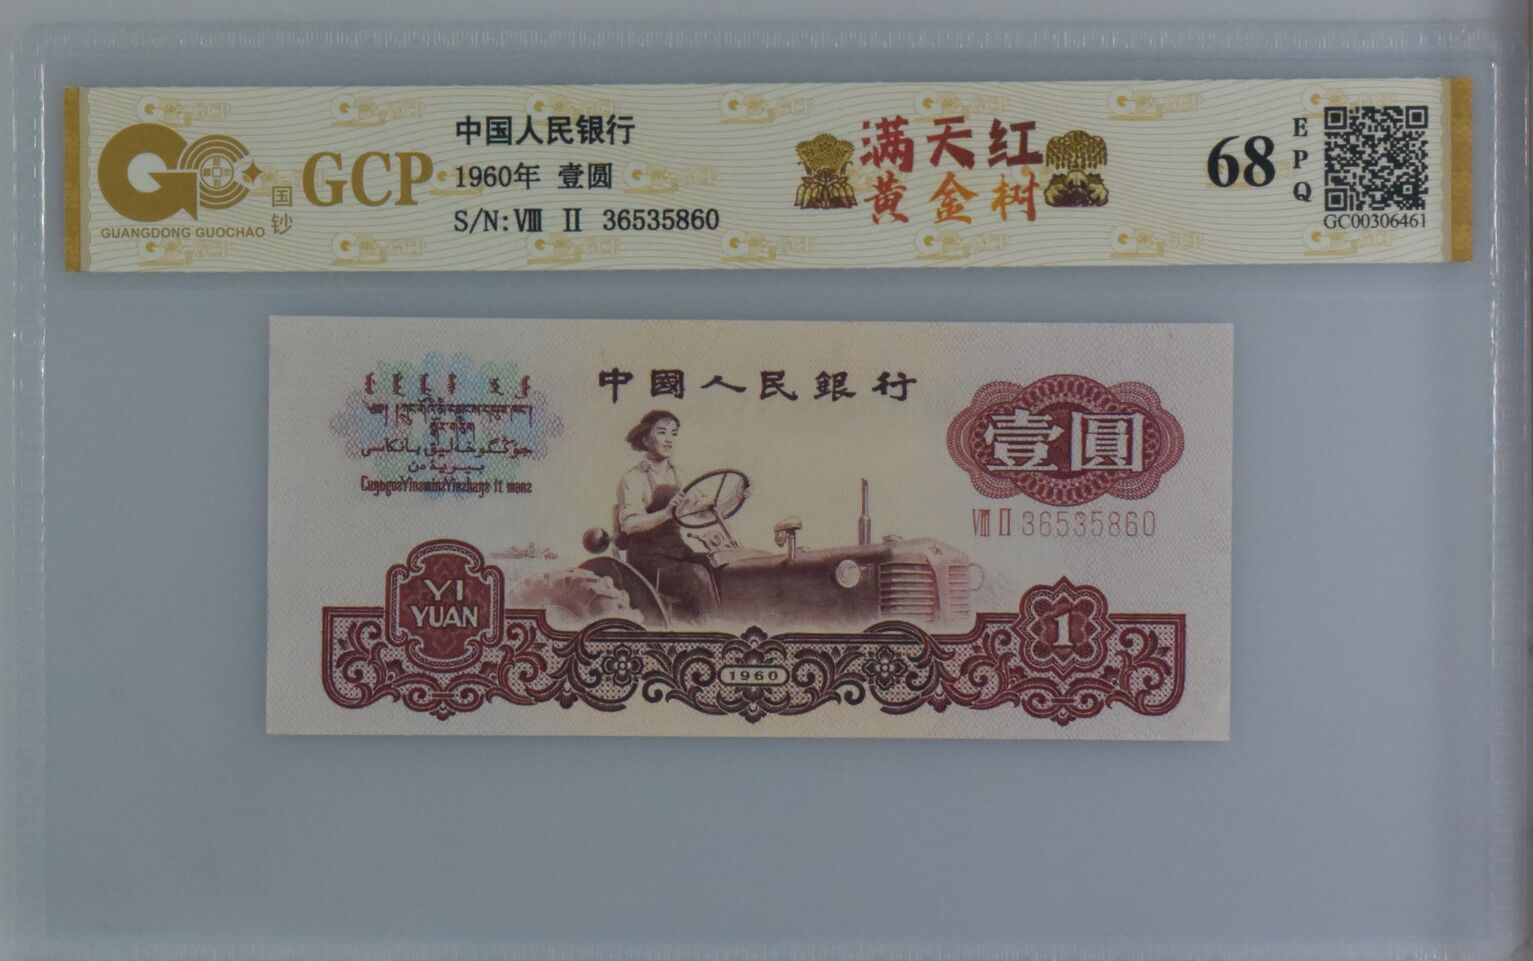 GCP
国钞
GUANGDONG GUOCHAO
中国人民银行
1960年 壹圆
S/N: Ⅷ Ⅱ 36535860
满天红
黄金树
68
EPQ
GC00306461
中國人民銀行
壹圓
Ⅷ Ⅱ 36535860
YI
YUAN
1960
1